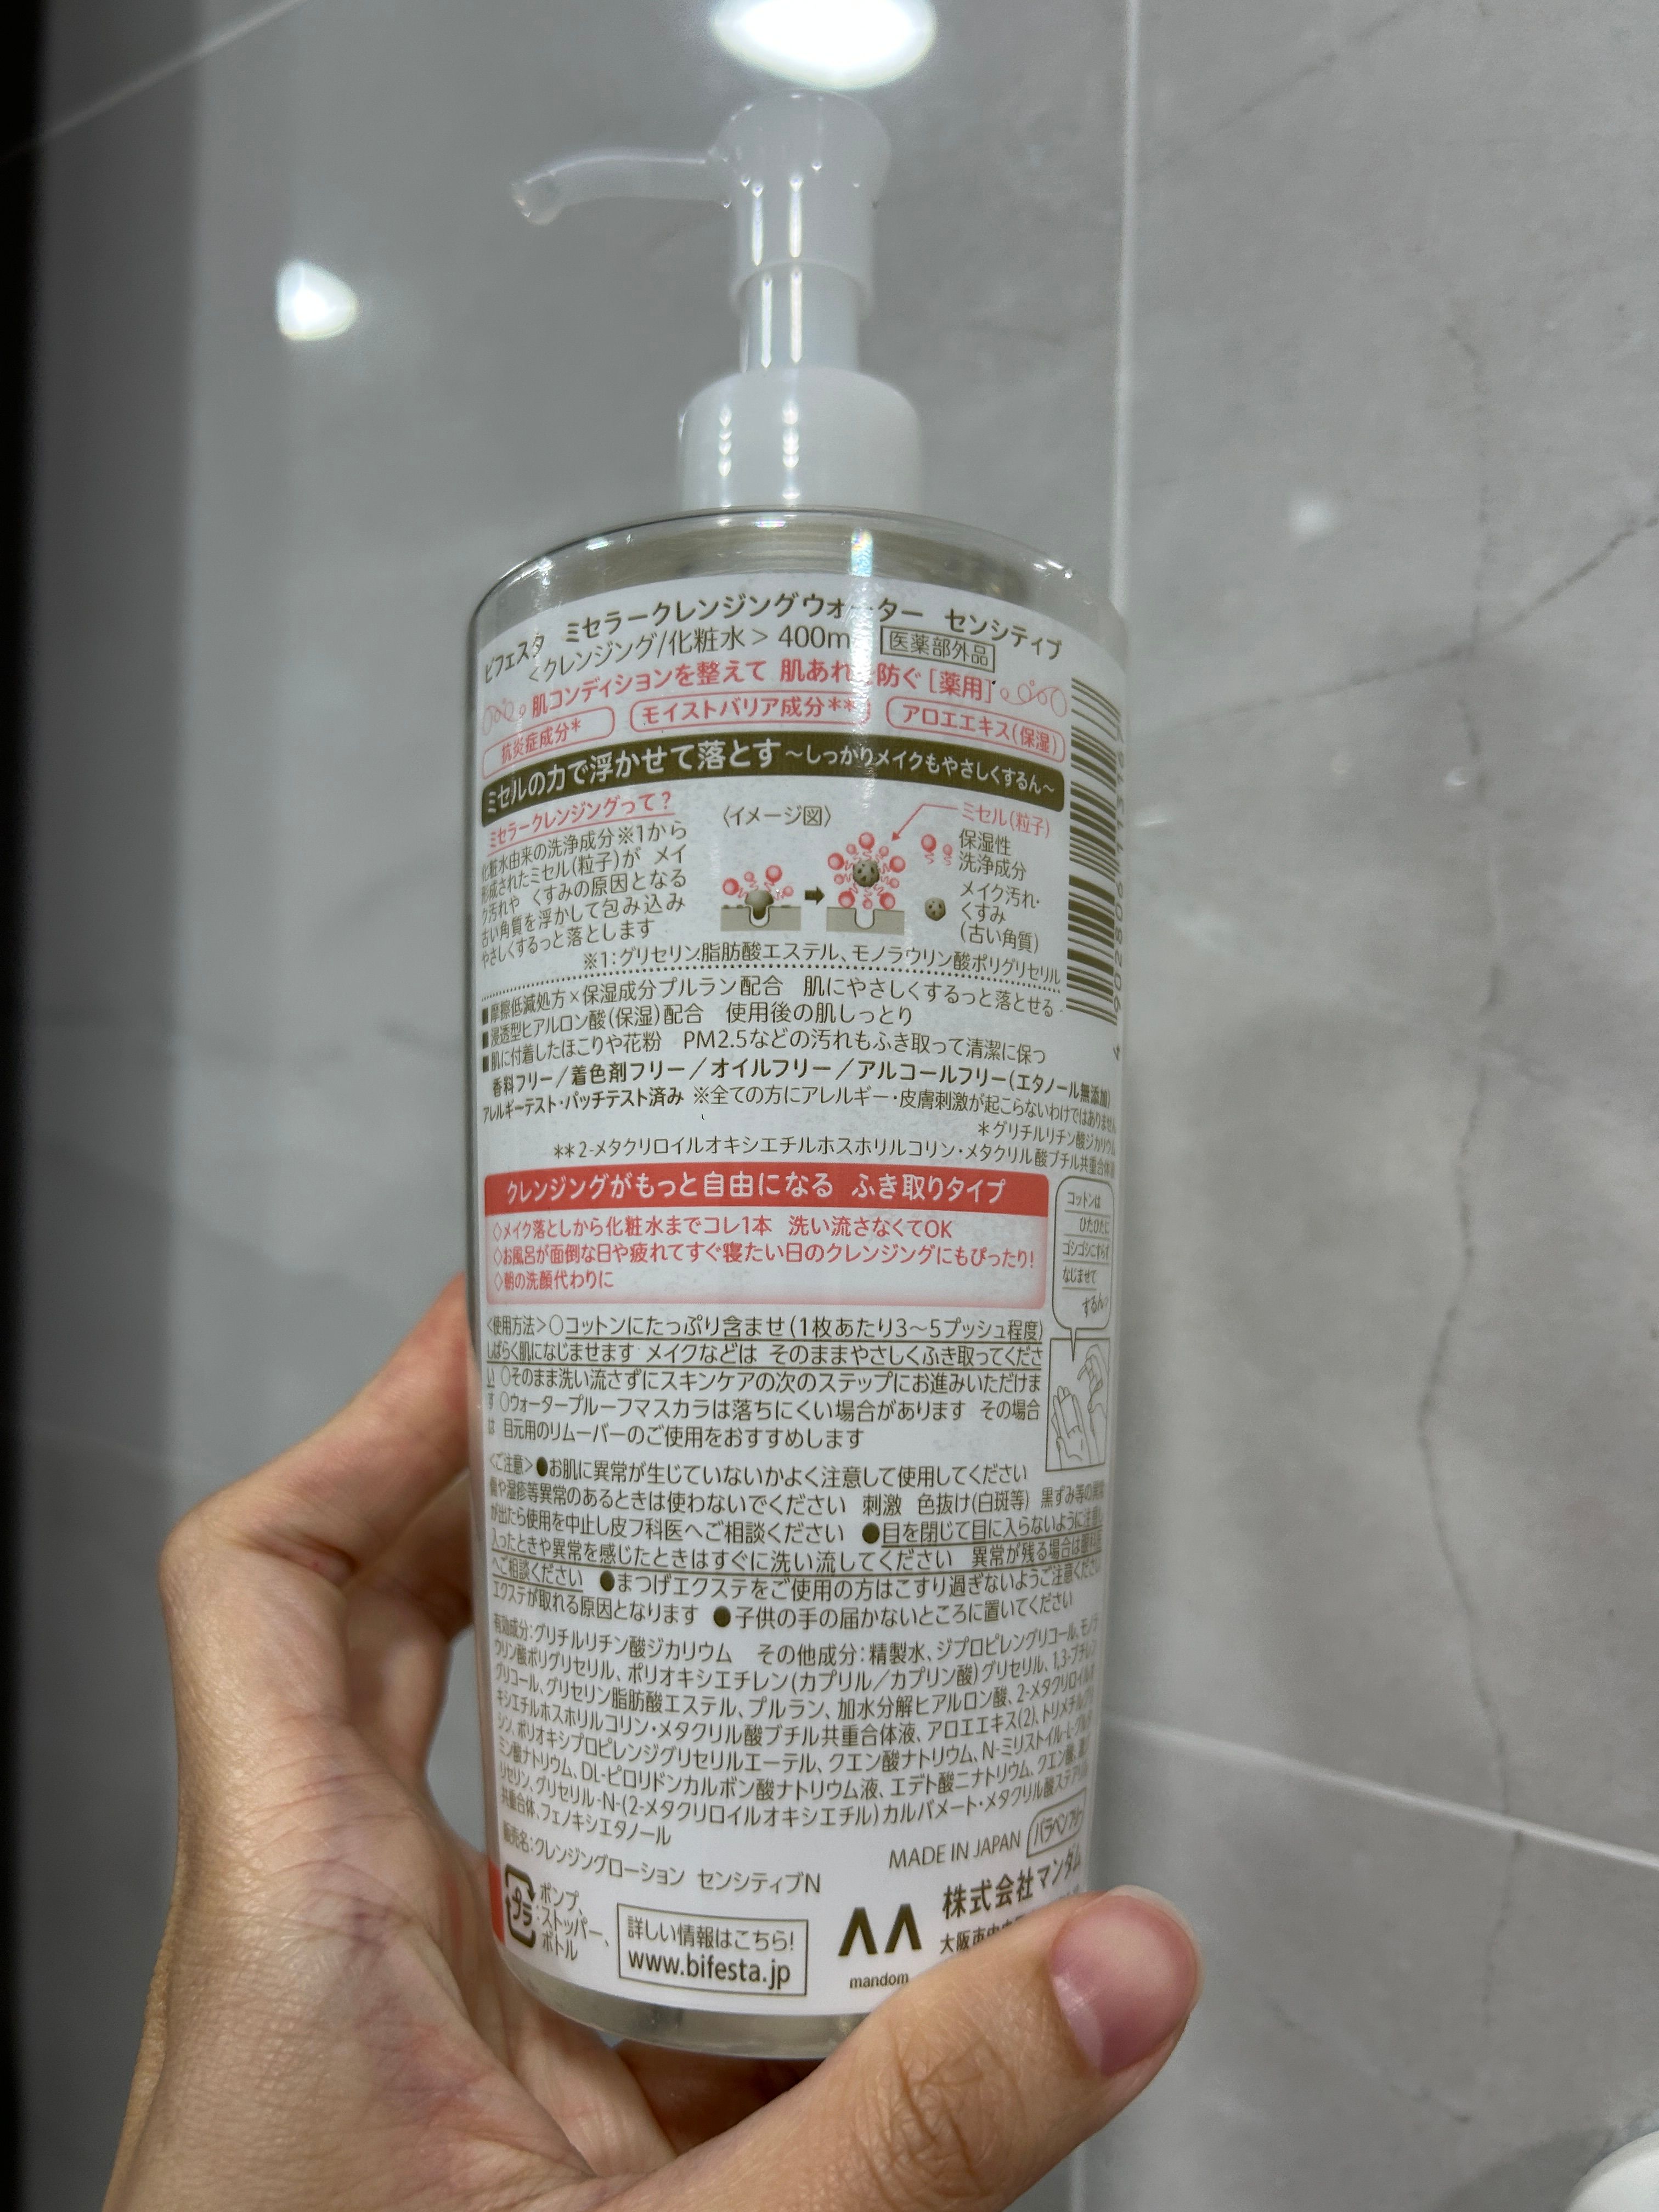 ビフェスタ ミセラークレンジングウォーター センシティブ
<クレンジング/化粧水> 400m 医薬部外品
肌コンディションを整えて 肌あれ 防ぐ [薬用]
抗炎症成分* モイストバリア成分** アロエエキス(保湿)
ミセルの力で浮かせて落とす ～しっかりメイクもやさしくするん～
ミセラークレンジングって?
化粧水由来の洗浄成分※1から
形成されたミセル(粒子)が メイ
ク汚れや くすみの原因となる
古い角質を浮かして包み込み
やさしくするっと落とします
〈イメージ図〉
ミセル(粒子)
保湿性
洗浄成分
メイク汚れ・
くすみ
(古い角質)
※1:グリセリン脂肪酸エステル、モノラウリン酸ポリグリセリル
■摩擦低減処方×保湿成分プルラン配合 肌にやさしくするっと落とせる
■浸透型ヒアルロン酸(保湿)配合 使用後の肌しっとり
■肌に付着したほこりや花粉 PM2.5などの汚れもふき取って清潔に保つ
香料フリー/着色剤フリー/オイルフリー/アルコールフリー(エタノール無添加)
アレルギーテスト・パッチテスト済み ※全ての方にアレルギー・皮膚刺激が起こらないわけではありません
*グリチルリチン酸ジカリウム
**2-メタクリロイルオキシエチルホスホリルコリン・メタクリル酸ブチル共重合体液
クレンジングがもっと自由になる ふき取りタイプ
◇メイク落としから化粧水までコレ1本 洗い流さなくてOK
◇お風呂が面倒な日や疲れてすぐ寝たい日のクレンジングにもぴったり!
◇朝の洗顔代わりに
コットンは
ひたひたに
ゴシゴシこすらず
なじませて
するん♪
<使用方法>○コットンにたっぷり含ませ(1枚あたり3～5プッシュ程度)
しばらく肌になじませます メイクなどは そのままやさしくふき取ってくださ
い ○そのまま洗い流さずにスキンケアの次のステップにお進みいただけま
す ○ウォータープルーフマスカラは落ちにくい場合があります その場合
は 目元用のリムーバーのご使用をおすすめします
<ご注意>●お肌に異常が生じていないかよく注意して使用してください
傷や湿疹等異常のあるときは使わないでください 刺激 色抜け(白斑等) 黒ずみ等の異常
が出たら使用を中止し皮フ科医へご相談ください ●目を閉じて目に入らないように注意し
入ったときや異常を感じたときはすぐに洗い流してください 異常が残る場合は眼科医
へご相談ください ●まつげエクステをご使用の方はこすり過ぎないようご注意ください
エクステが取れる原因となります ●子供の手の届かないところに置いてください
有効成分:グリチルリチン酸ジカリウム その他成分:精製水、ジプロピレングリコール、モノラ
ウリン酸ポリグリセリル、ポリオキシエチレン(カプリル/カプリン酸)グリセリル、1,3-ブチレン
グリコール、グリセリン脂肪酸エステル、プルラン、加水分解ヒアルロン酸、2-メタクリロイルオ
キシエチルホスホリルコリン・メタクリル酸ブチル共重合体液、アロエエキス(2)、トリメチルグリ
シン、ポリオキシプロピレンジグリセリルエーテル、クエン酸ナトリウム、N-ミリストイル-L-グルタ
ミン酸ナトリウム、DL-ピロリドンカルボン酸ナトリウム液、エデト酸二ナトリウム、クエン酸、濃グ
リセリン、グリセリル-N-(2-メタクリロイルオキシエチル)カルバメート・メタクリル酸ステアリル
共重合体、フェノキシエタノール
販売名:クレンジングローション センシティブN
MADE IN JAPAN パラベンフリー
プラ
ポンプ、
ストッパー、
ボトル
詳しい情報はこちら!
www.bifesta.jp
mandom
株式会社マンダム
大阪市中央